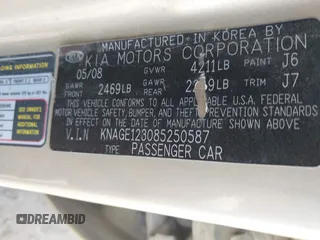 MANUFACTURED IN KOREA BY
KIA MOTORS CORPORATION
05/08 GVWR 4211LB PAINT J6
GAWR FRONT 2469LB GAWR REAR TRIM J7
THIS VEHICLE CONFORMS TO ALL APPLICABLE
FEDERAL MOTOR VEHICLE SAFETY,
BUMPER, AND THEFT PREVENTION STANDARDS
IN EFFECT ON THE DATE OF
MANUFACTURE SHOWN ABOVE
V.I.N KNAGE123085250587
TYPE PASSENGER CAR
DREAMBID